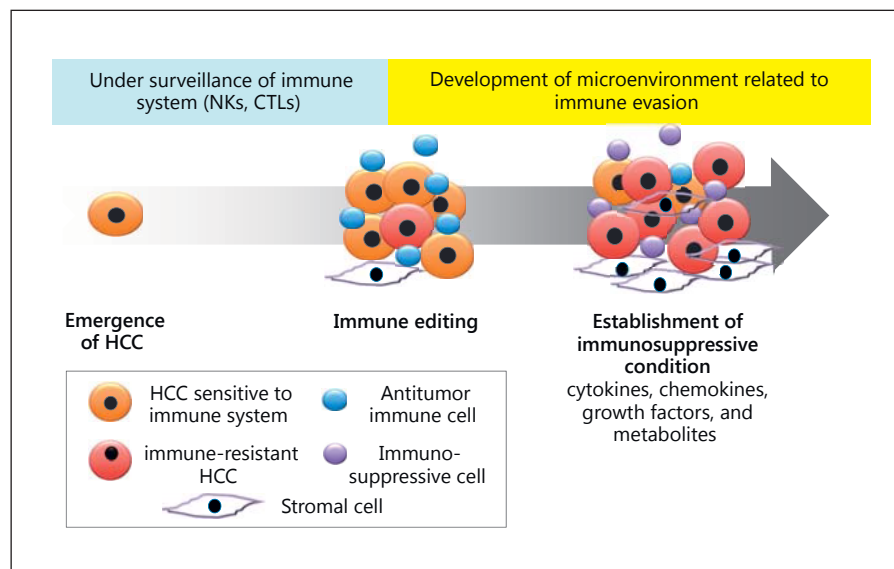 Under surveillance of immune
system (NKs, CTLs)
Development of microenvironment related to
immune evasion
Emergence
of HCC
Immune editing
Establishment of
immunosuppressive
condition
cytokines, chemokines,
growth factors, and
metabolites
HCC sensitive to
immune system
Antitumor
immune cell
immune-resistant
HCC
Immuno-
suppressive cell
Stromal cell